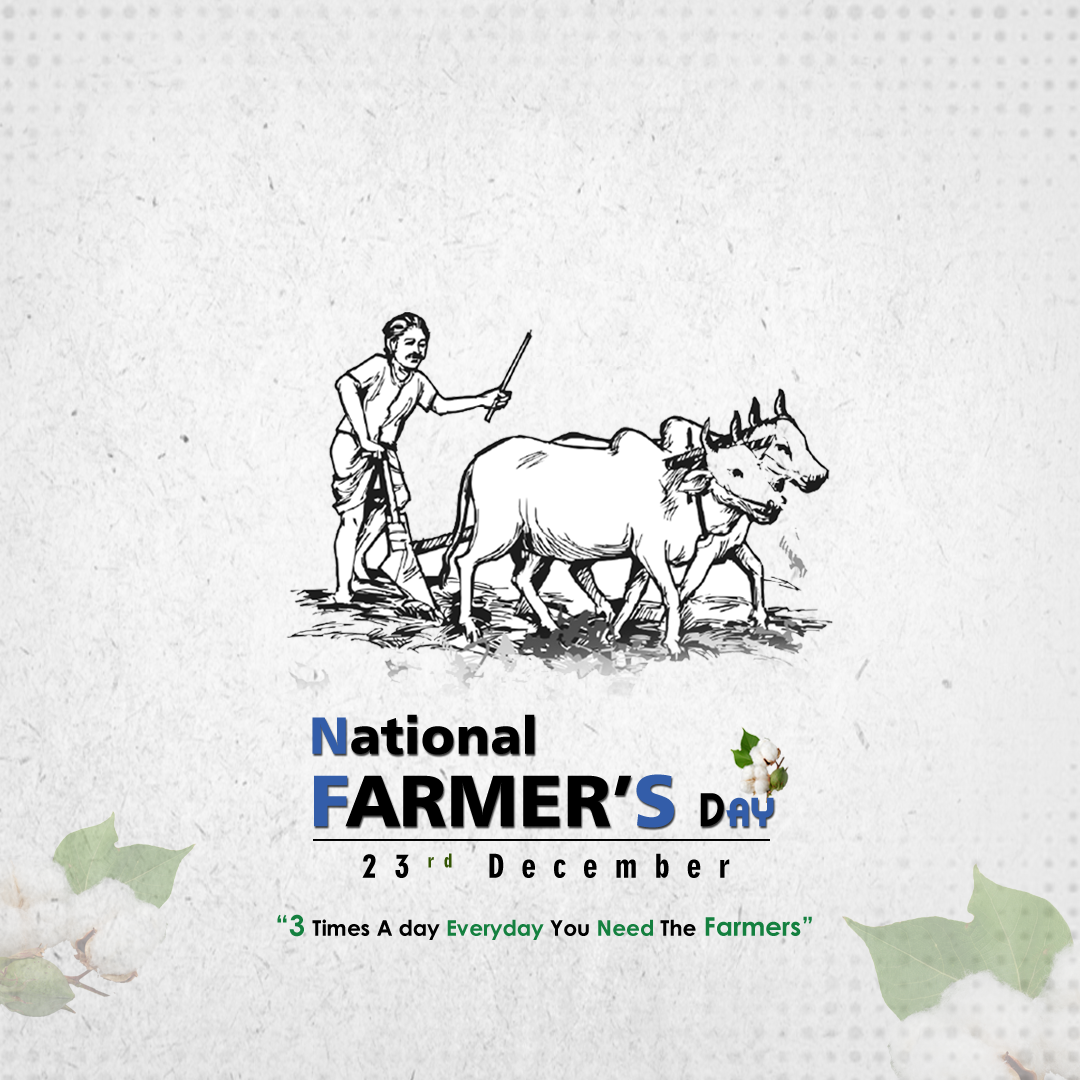 National
FARMER'S DAY
23rd December
“3 Times A day Everyday You Need The Farmers”